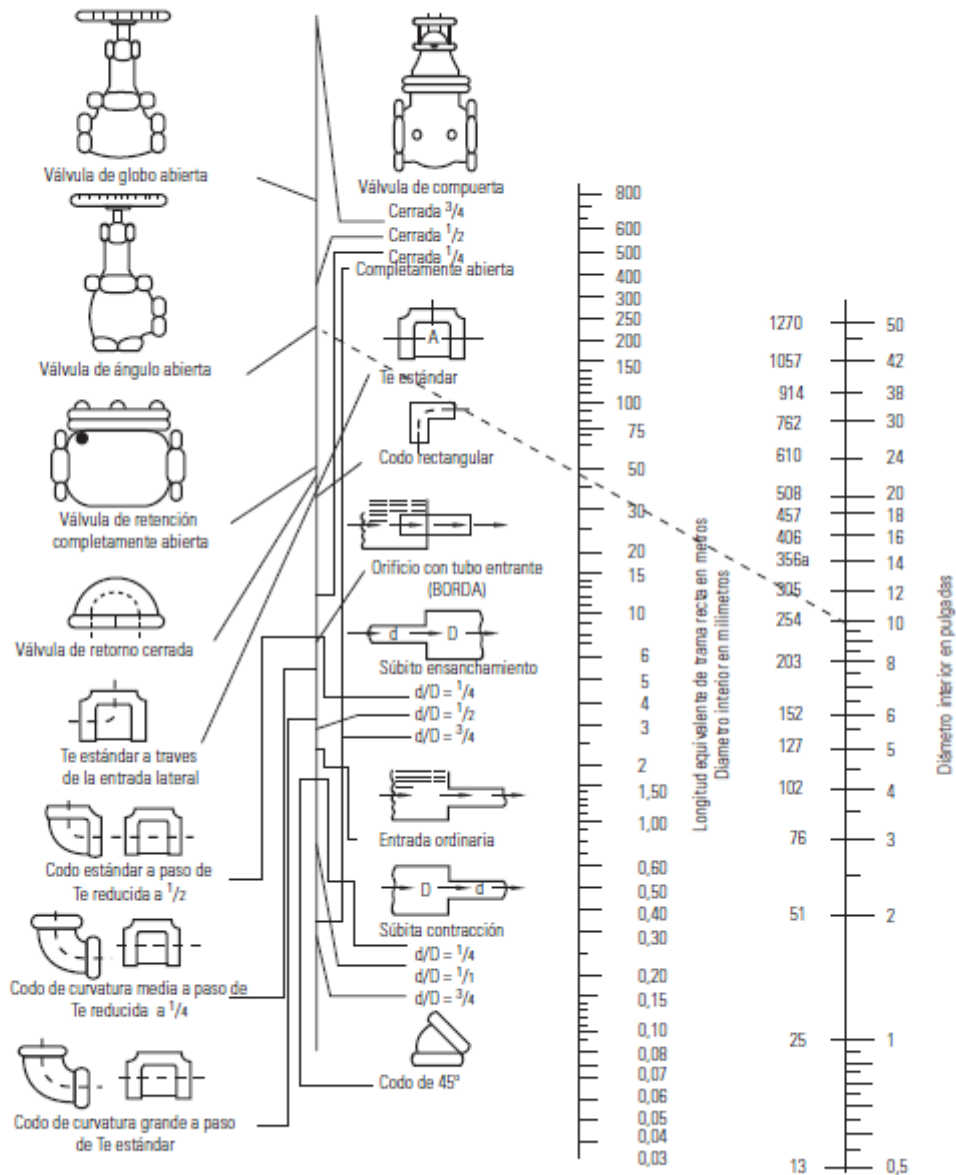 Válvula de globo abierta
Válvula de ángulo abierta
Válvula de retención
completamente abierta
Válvula de retorno cerrada
Te estándar a traves
de la entrada lateral
Codo estándar a paso de
Te reducida a 1/2
Codo de curvatura media a paso de
Te reducida a 1/4
Codo de curvatura grande a paso
de Te estándar
Válvula de compuerta
Cerrada 3/4
Cerrada 1/2
Cerrada 1/4
Completamente abierta
A
Te estándar
Codo rectangular
Orificio con tubo entrante
(BORDA)
d D
Súbito ensanchamiento
d/D = 1/4
d/D = 1/2
d/D = 3/4
Entrada ordinaria
D d
Súbita contracción
d/D = 1/4
d/D = 1/1
d/D = 3/4
Codo de 45º
800
600
500
400
300
250
200
150
100
75
50
30
20
15
10
6
5
4
3
2
1,50
1,00
0,60
0,50
0,40
0,30
0,20
0,15
0,10
0,08
0,07
0,06
0,05
0,04
0,03
Longitud equivalente de trama recta en metros
Diametro interior en milimetros
1270 50
1057 42
914 38
762 30
610 24
508 20
457 18
406 16
356a 14
305 12
254 10
203 8
152 6
127 5
102 4
76 3
51 2
25 1
13 0,5
Diámetro interior en pulgadas